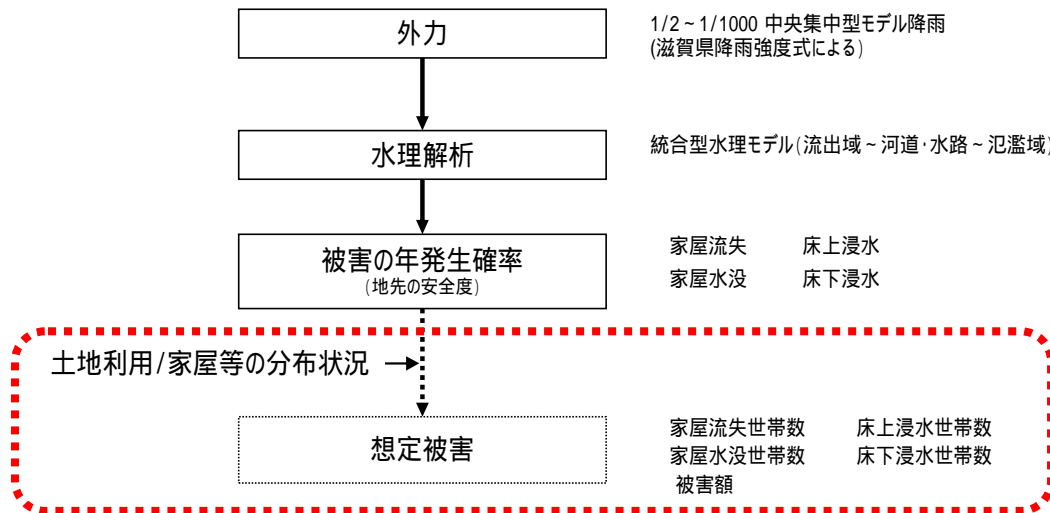 外力
1/2~1/1000 中央集中型モデル降雨
(滋賀県降雨強度式による)
水理解析
統合型水理モデル(流出域~河道・水路~氾濫域)
被害の年発生確率
(地先の安全度)
家屋流失 床上浸水
家屋水没 床下浸水
土地利用/家屋等の分布状況
想定被害
家屋流失世帯数 床上浸水世帯数
家屋水没世帯数 床下浸水世帯数
被害額